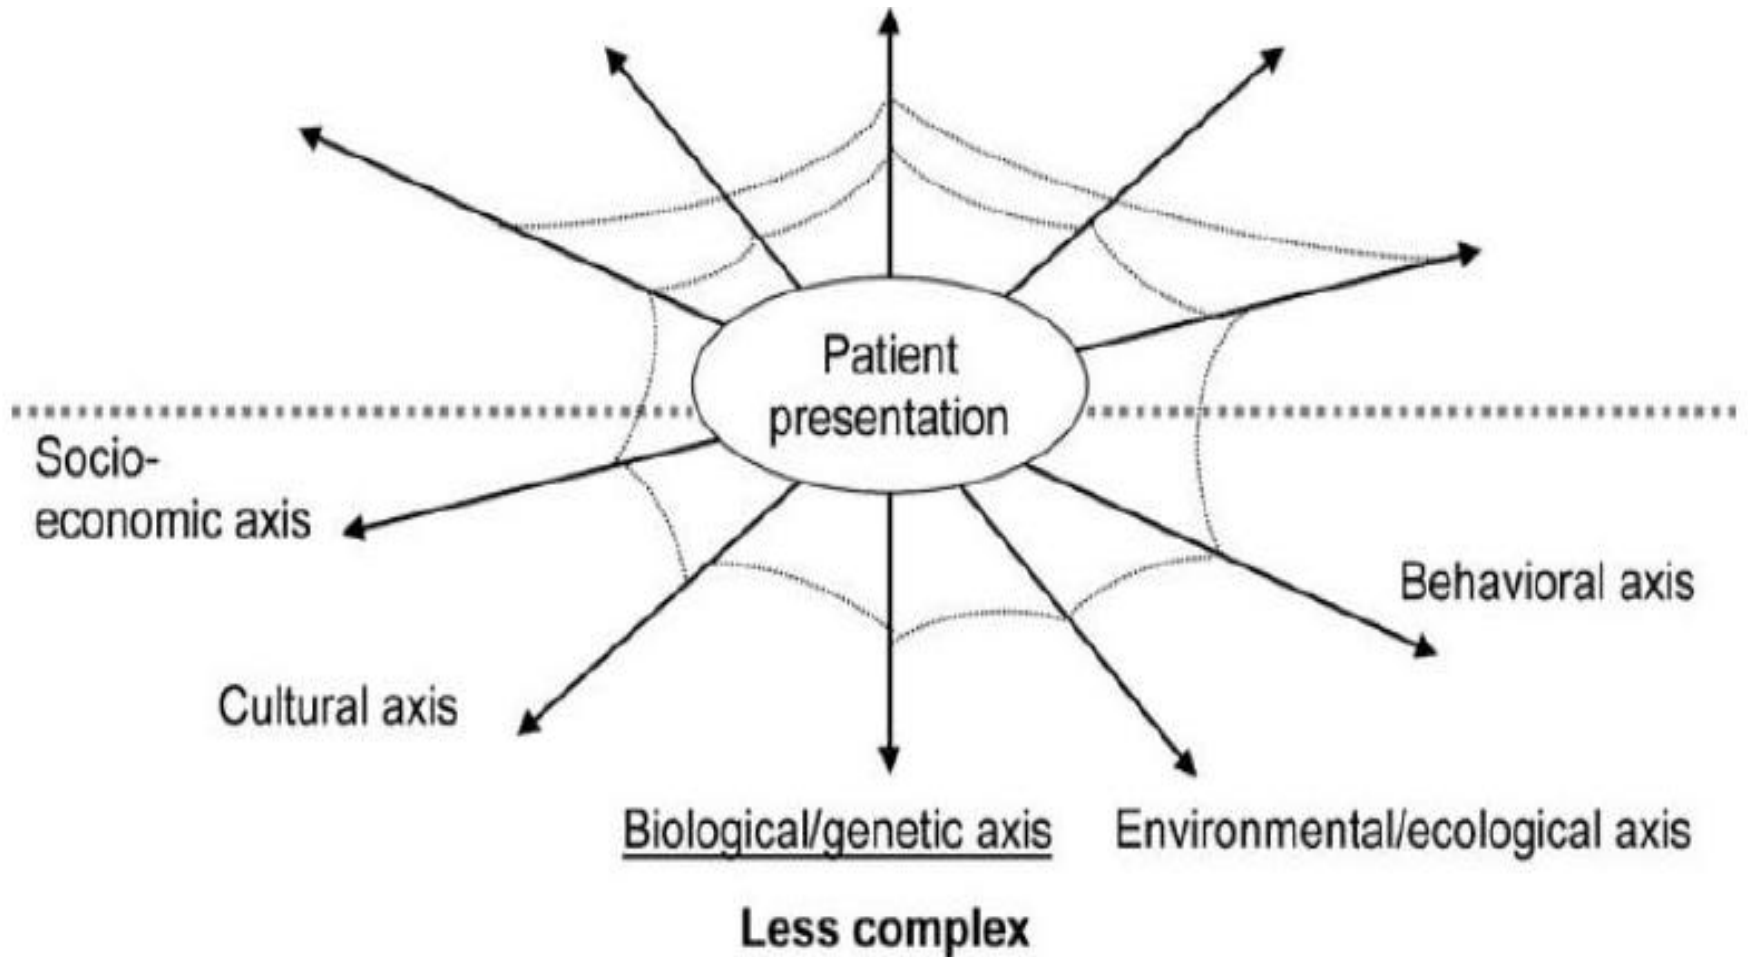 Patient
presentation
Socio-
economic axis
Behavioral axis
Cultural axis
Biological/genetic axis
Environmental/ecological axis
Less complex